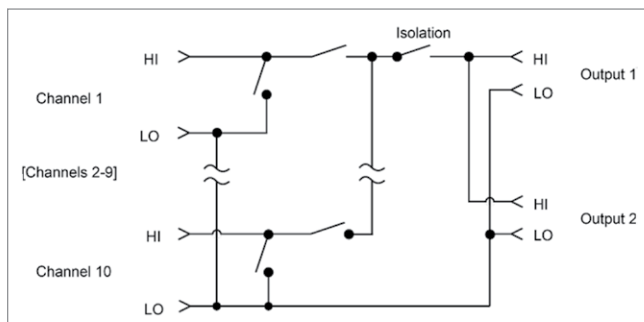 Isolation
HI
HI
Channel 1
Output 1
LO
LO
[Channels 2-9]
HI
HI
Output 2
LO
Channel 10
LO